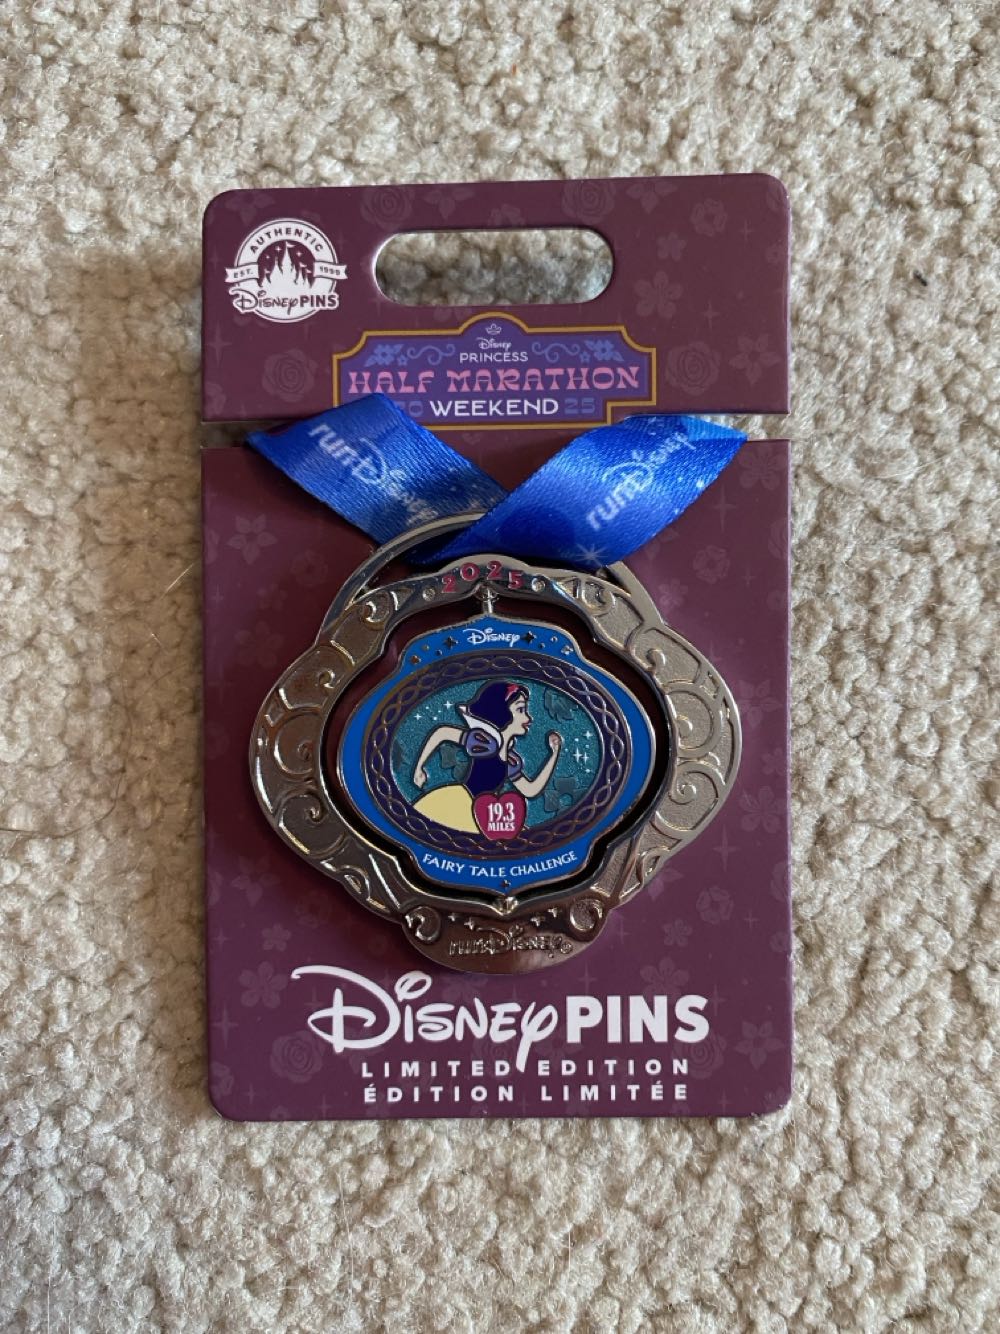 AUTHENTIC
EST. 1999
Disney PINS
Disney
PRINCESS
HALF MARATHON
20 WEEKEND 25
runDisney
runDisney
2025
Disney
19.3
MILES
FAIRY TALE CHALLENGE
runDisney
Disney PINS
LIMITED EDITION
ÉDITION LIMITÉE